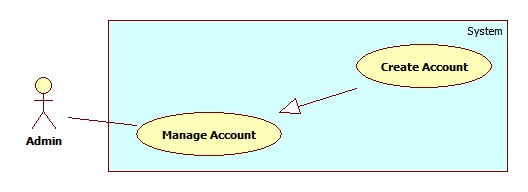 System
Create Account
Manage Account
Admin